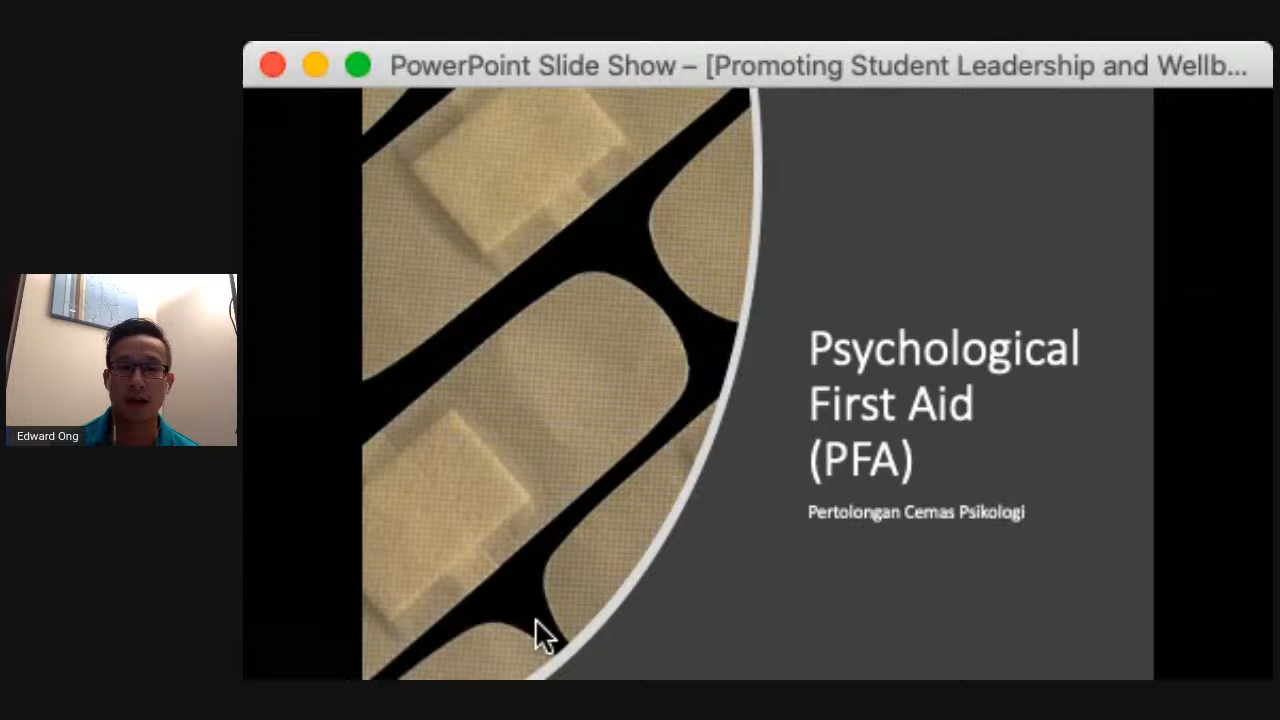 PowerPoint Slide Show – [Promoting Student Leadership and Wellb...
Psychological
First Aid
(PFA)
Pertolongan Cemas Psikologi
Edward Ong